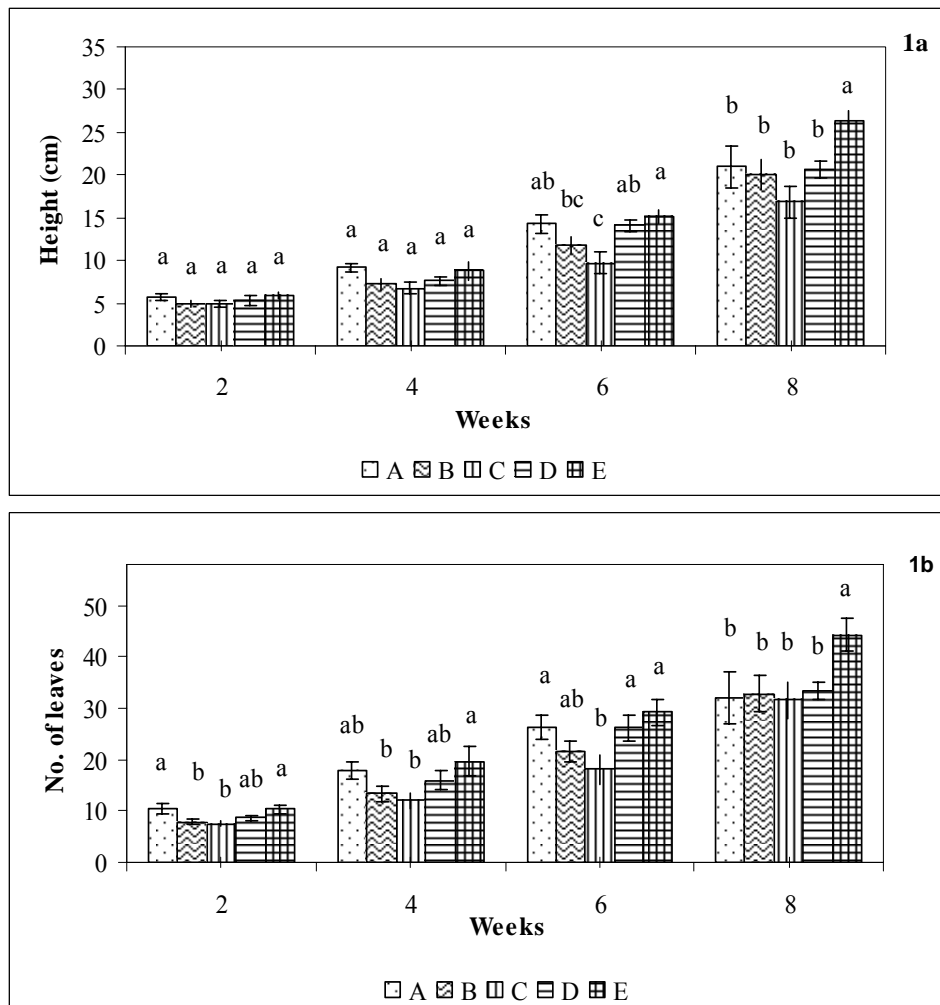 1a
35
30
25
20
15
10
5
0
Height (cm)
a a a a a
a a a a a
ab bc c ab a
b b b b a
2 4 6 8
Weeks
A B C D E
1b
50
40
30
20
10
0
No. of leaves
a b b ab a
ab b b ab a
a ab b a a
b b b b a
2 4 6 8
Weeks
A B C D E